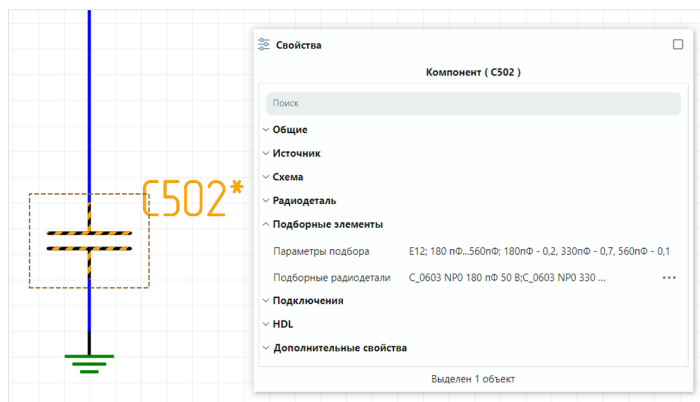 C502*
Свойства
Компонент ( C502 )
Поиск
Общие
Источник
Схема
Радиодеталь
Подборные элементы
Параметры подбора E12; 180 пФ...560пФ; 180пФ - 0,2, 330пФ - 0,7, 560пФ - 0,1
Подборные радиодетали C_0603 NP0 180 пФ 50 В;C_0603 NP0 330 ...
Подключения
HDL
Дополнительные свойства
Выделен 1 объект